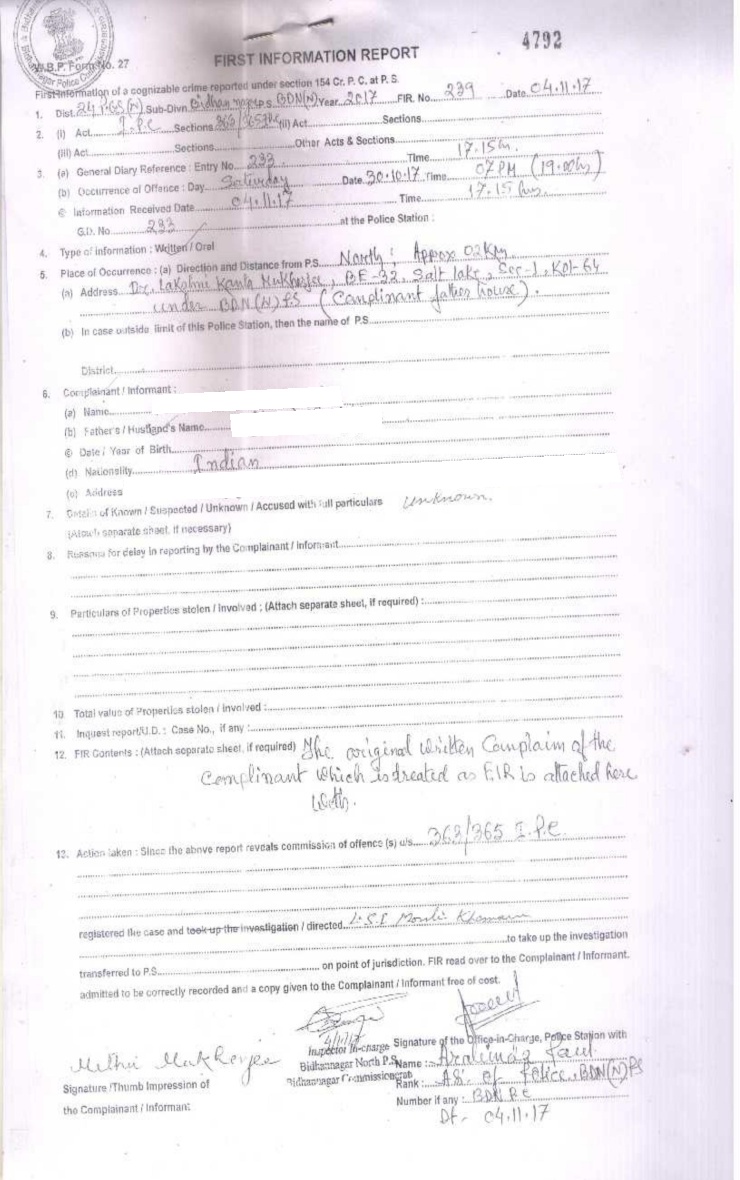 4792
W.B.P. Form No. 27
FIRST INFORMATION REPORT
First Information of a cognizable crime reported under section 154 Cr. P. C. at P. S.
1. Dist. 24 PGS (N) Sub-Divn. Bidhannagar P.S. BDN(N) Year 2017 FIR. No. 239 Date 04.11.17
2. (i) Act I.P.C Sections 363/365 (ii) Act Sections
(iii) Act Sections Other Acts & Sections
3. (a) General Diary Reference : Entry No. 233 Time 17.15 hr.
(b) Occurrence of Offence : Day Saturday Date 30.10.17 Time 07 PM (19.00 hr)
© Information Received Date 04.11.17 Time 17.15 hrs
G.D. No 233 at the Police Station :
4. Type of information : Written / Oral
5. Place of Occurrence : (a) Direction and Distance from P.S. North ; Approx 02 KM
(a) Address Dr. Lakshmi Kanta Mukherjee, BE-32, Salt lake, Sec-1, Kol-64
under BDN (N) PS (Complinant father house).
(b) In case outside limit of this Police Station, then the name of P.S
District
6. Complainant / Informant :
(a) Name
(b) Father's / Husband's Name
© Date / Year of Birth
(d) Nationality Indian
(e) Address
7. Details of Known / Suspected / Unknown / Accused with full particulars Unknown.
(Attach separate sheet, if necessary)
8. Reasons for delay in reporting by the Complainant / Informant
9. Particulars of Properties stolen / Involved : (Attach separate sheet, if required) :
10. Total value of Properties stolen / involved :
11. Inquest report/U.D. : Case No., if any :
12. FIR Contents : (Attach separate sheet, if required) The original written Complaim of the
Complinant which is treated as FIR is attached here
with.
13. Action taken : Since the above report reveals commission of offence (s) u/s 363/365 I.P.C.
registered the case and took up the investigation / directed L.S.I
to take up the investigation
transferred to P.S. on point of jurisdiction. FIR read over to the Complainant / Informant.
admitted to be correctly recorded and a copy given to the Complainant / Informant free of cost.
4/11/17
Inspector In-charge
Bidhannagar North P.S.
Bidhannagar Commissionerate
Signature of the Office-in-Charge, Police Station with
Name :
Rank : ASI of Police, BDN(N) PS
Number if any : BDN P.C
Dt- 04.11.17
Mukherjee
Signature /Thumb Impression of
the Complainant / Informant